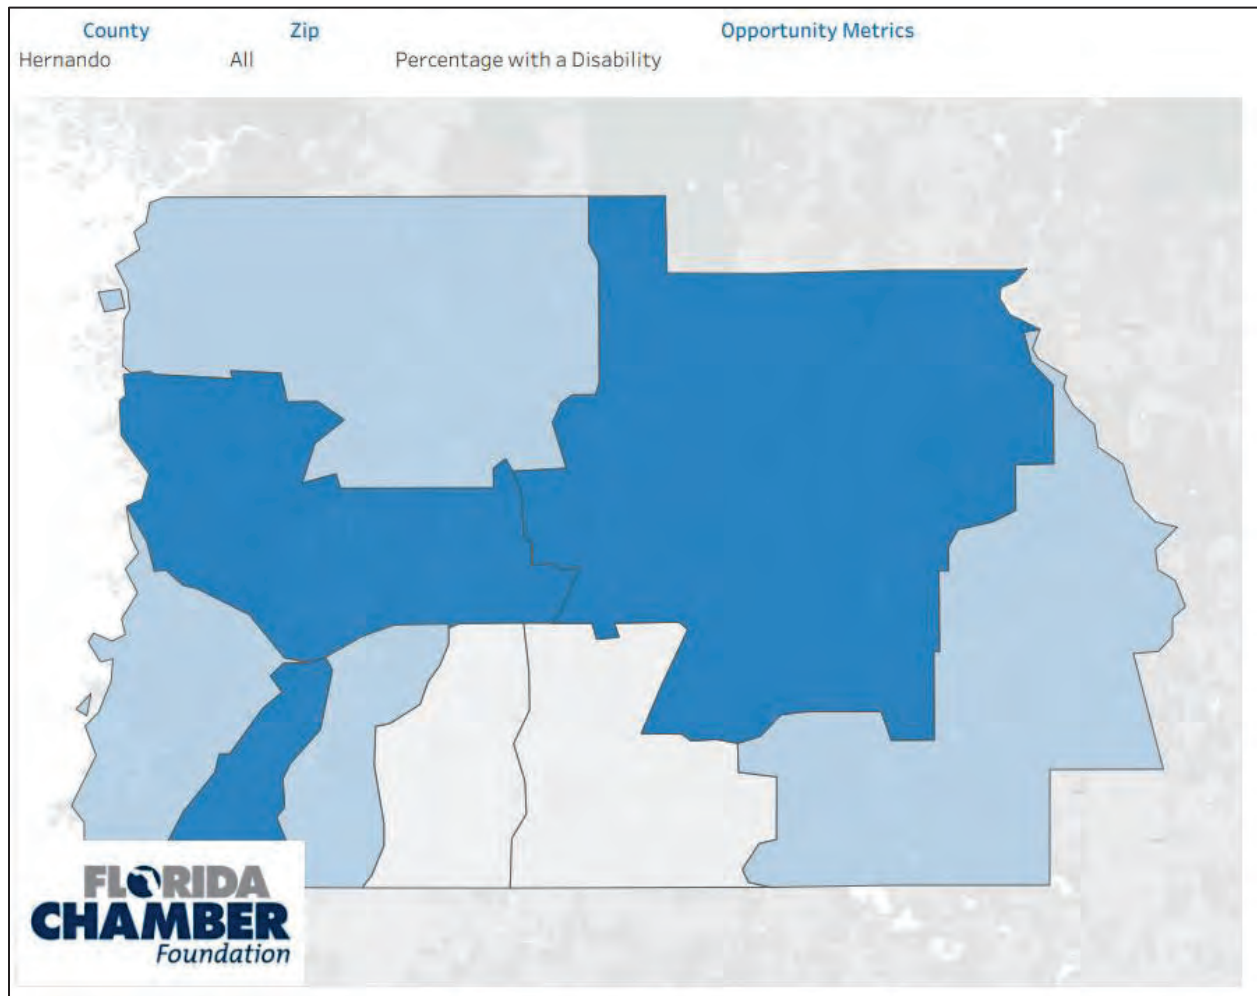 County Zip Opportunity Metrics
Hernando All Percentage with a Disability
FLORIDA
CHAMBER
Foundation